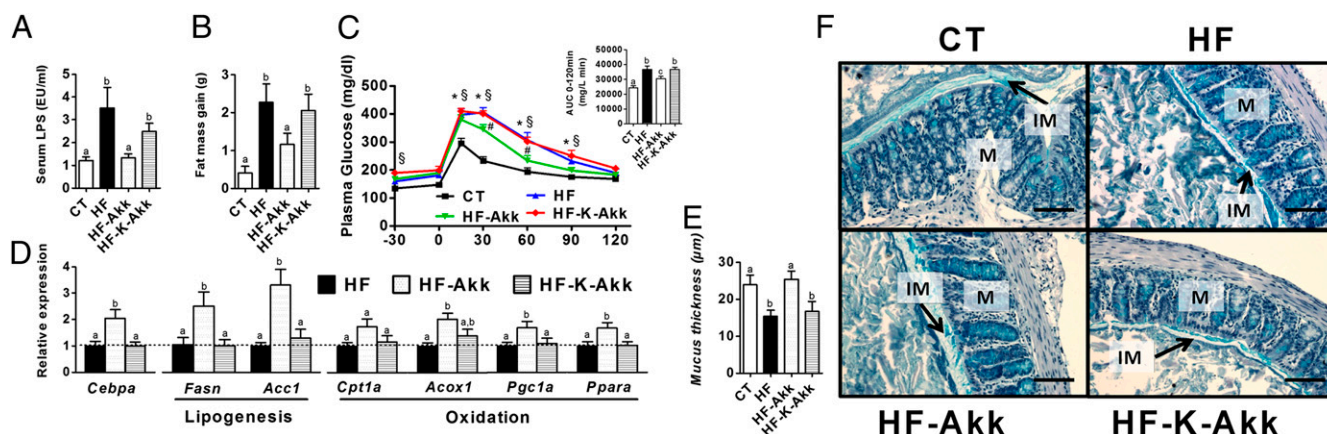 A
Serum LPS (EU/ml)
5
4
3
2
1
0
a
b
a
b
CT
HF
HF-Akk
HF-K-Akk
B
Fat mass gain (g)
3
2
1
0
a
b
a
b
CT
HF
HF-Akk
HF-K-Akk
C
Plasma Glucose (mg/dl)
500
400
300
200
100
0
§
* §
* §
* §
* §
#
#
CT
HF
HF-Akk
HF-K-Akk
-30
0
30
60
90
120
AUC 0-120min
(mg/L min)
50000
40000
30000
20000
10000
0
a
b
c
b
CT
HF
HF-Akk
HF-K-Akk
D
Relative expression
4
3
2
1
0
HF
HF-Akk
HF-K-Akk
a b a
a b a
a b a
a a a
a b a,b
a b a
a b a
Cebpa
Fasn
Acc1
Cpt1a
Acox1
Pgc1a
Ppara
Lipogenesis
Oxidation
E
Mucus thickness (µm)
30
20
10
0
a
b
a
b
CT
HF
HF-Akk
HF-K-Akk
F
CT
HF
IM
M
M
IM
IM
M
M
IM
HF-Akk
HF-K-Akk